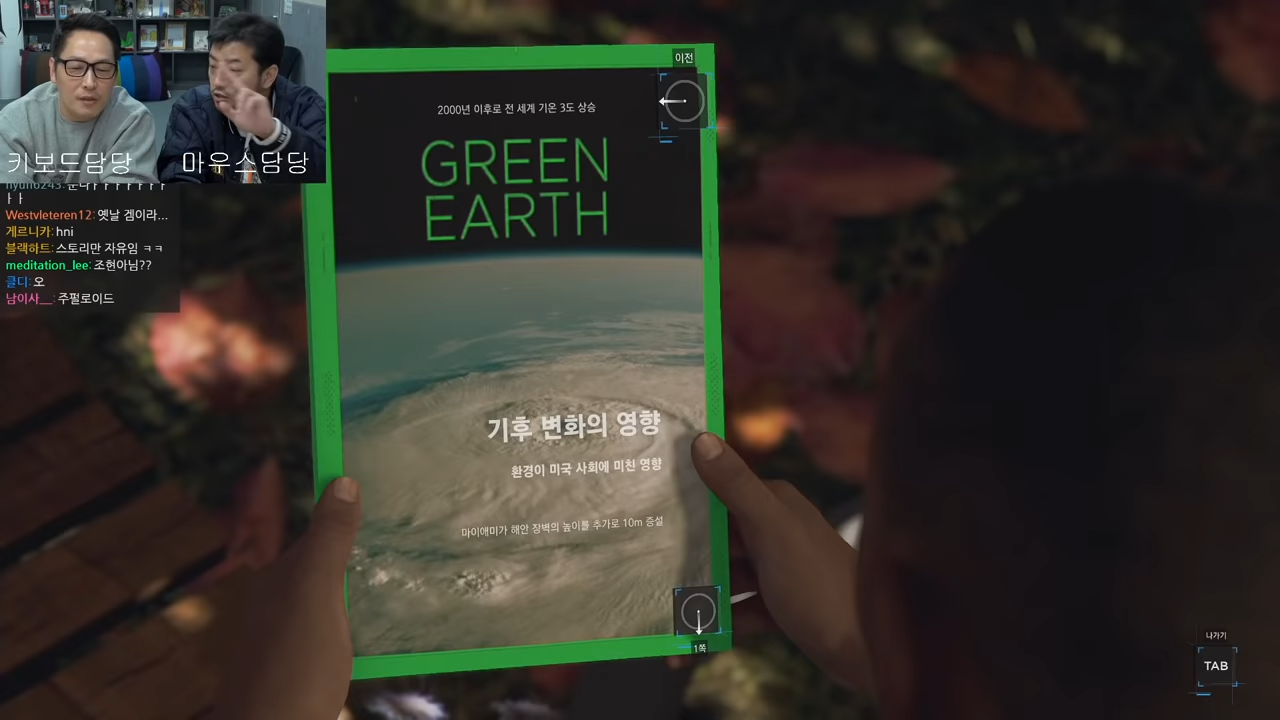 키보드담당
마우스담당
ㅏㅏ
Westvleteren12: 옛날 겜이라...
게르니카: hni
블랙하트: 스토리만 자유임 ㅋㅋ
meditation_lee: 조현아님??
클디: 오
남이사__: 주펄로이드
이전
2000년 이후로 전 세계 기온 3도 상승
GREEN
EARTH
기후 변화의 영향
환경이 미국 사회에 미친 영향
마이애미가 해안 장벽의 높이를 추가로 10m 증설
1쪽
나가기
TAB